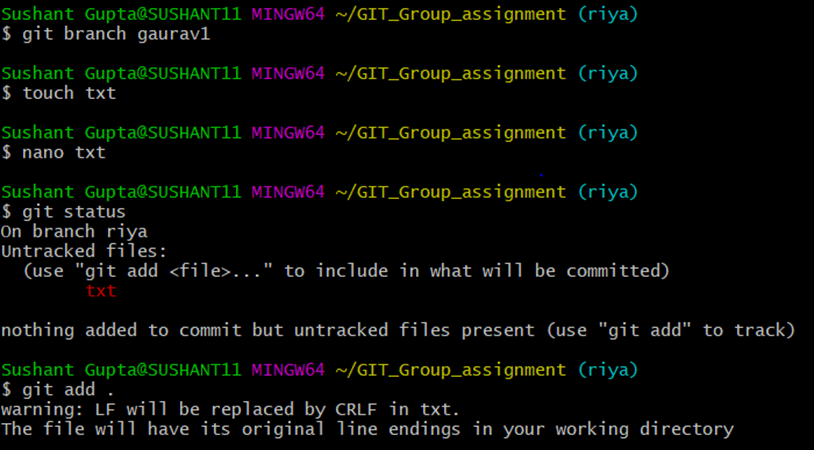 Sushant Gupta@SUSHANT11 MINGW64 ~/GIT_Group_assignment (riya)
$ git branch gaurav1
Sushant Gupta@SUSHANT11 MINGW64 ~/GIT_Group_assignment (riya)
$ touch txt
Sushant Gupta@SUSHANT11 MINGW64 ~/GIT_Group_assignment (riya)
$ nano txt
Sushant Gupta@SUSHANT11 MINGW64 ~/GIT_Group_assignment (riya)
$ git status
On branch riya
Untracked files:
  (use "git add <file>..." to include in what will be committed)
        txt
nothing added to commit but untracked files present (use "git add" to track)
Sushant Gupta@SUSHANT11 MINGW64 ~/GIT_Group_assignment (riya)
$ git add .
warning: LF will be replaced by CRLF in txt.
The file will have its original line endings in your working directory